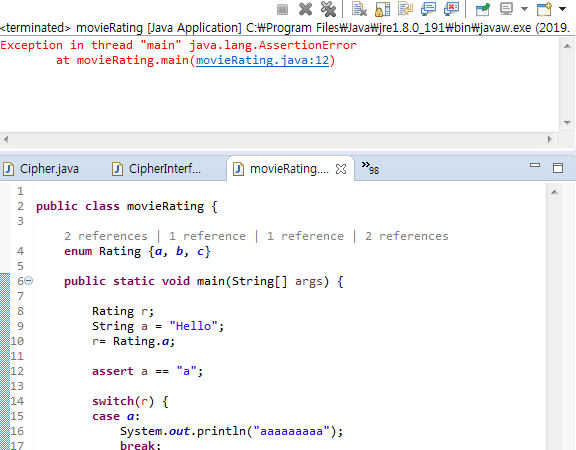 <terminated> movieRating [Java Application] C:₩Program Files₩Java₩jre1.8.0_191₩bin₩javaw.exe (2019.
Exception in thread "main" java.lang.AssertionError
at movieRating.main(movieRating.java:12)
Cipher.java CipherInterf... movieRating.... »98
1
2 public class movieRating {
3
2 references | 1 reference | 1 reference | 2 references
4 enum Rating {a, b, c}
5
6 public static void main(String[] args) {
7
8 Rating r;
9 String a = "Hello";
10 r= Rating.a;
11
12 assert a == "a";
13
14 switch(r) {
15 case a:
16 System.out.println("aaaaaaaaa");
17 break;